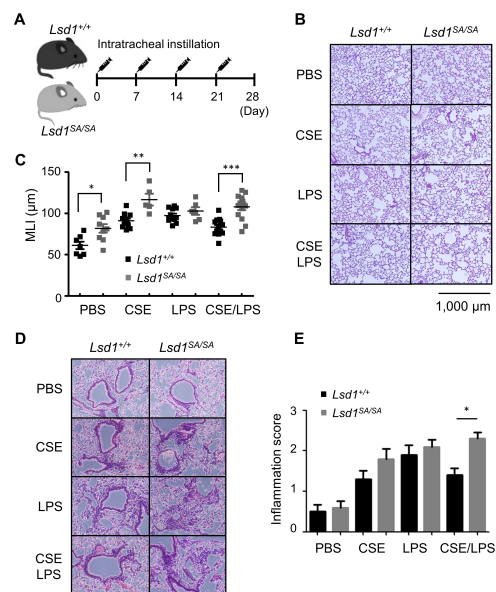 A
Lsd1+/+
Intratracheal instillation
0 7 14 21 28
(Day)
Lsd1SA/SA
B
Lsd1+/+ Lsd1SA/SA
PBS
CSE
LPS
CSE
LPS
1,000 µm
C
MLI (µm)
150
100
50
0
*
**
***
Lsd1+/+
Lsd1SA/SA
PBS CSE LPS CSE/LPS
D
Lsd1+/+ Lsd1SA/SA
PBS
CSE
LPS
CSE
LPS
E
Lsd1+/+
Lsd1SA/SA
Inflammation score
3
2
1
0
*
PBS CSE LPS CSE/LPS